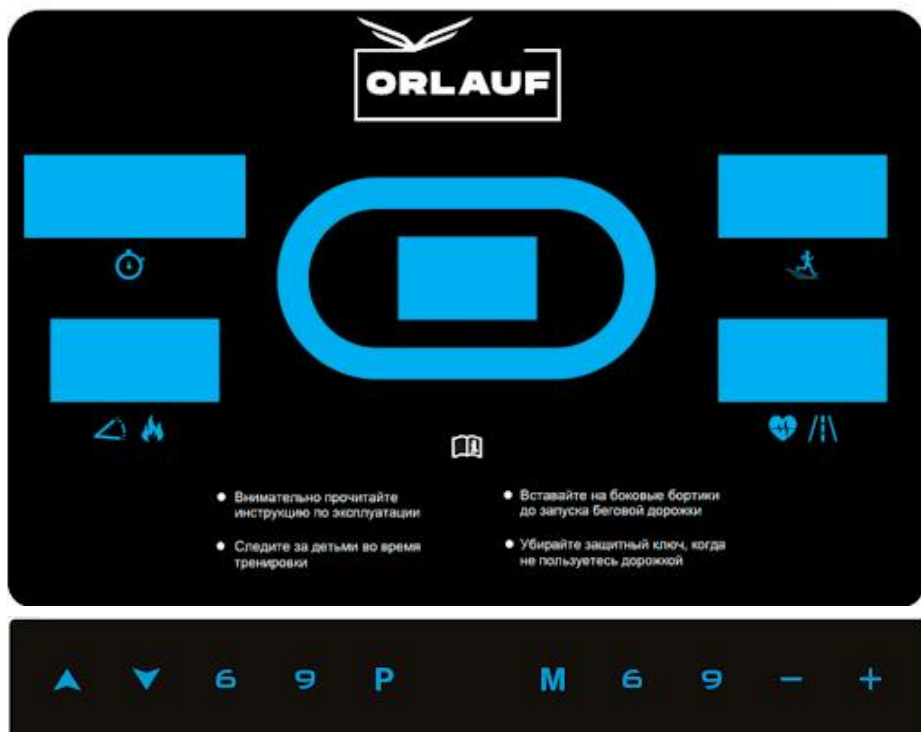 ORLAUF
Внимательно прочитайте
инструкцию по эксплуатации
Следите за детьми во время
тренировки
Вставайте на боковые бортики
до запуска беговой дорожки
Убирайте защитный ключ, когда
не пользуетесь дорожкой
6 9 P M 6 9 − +